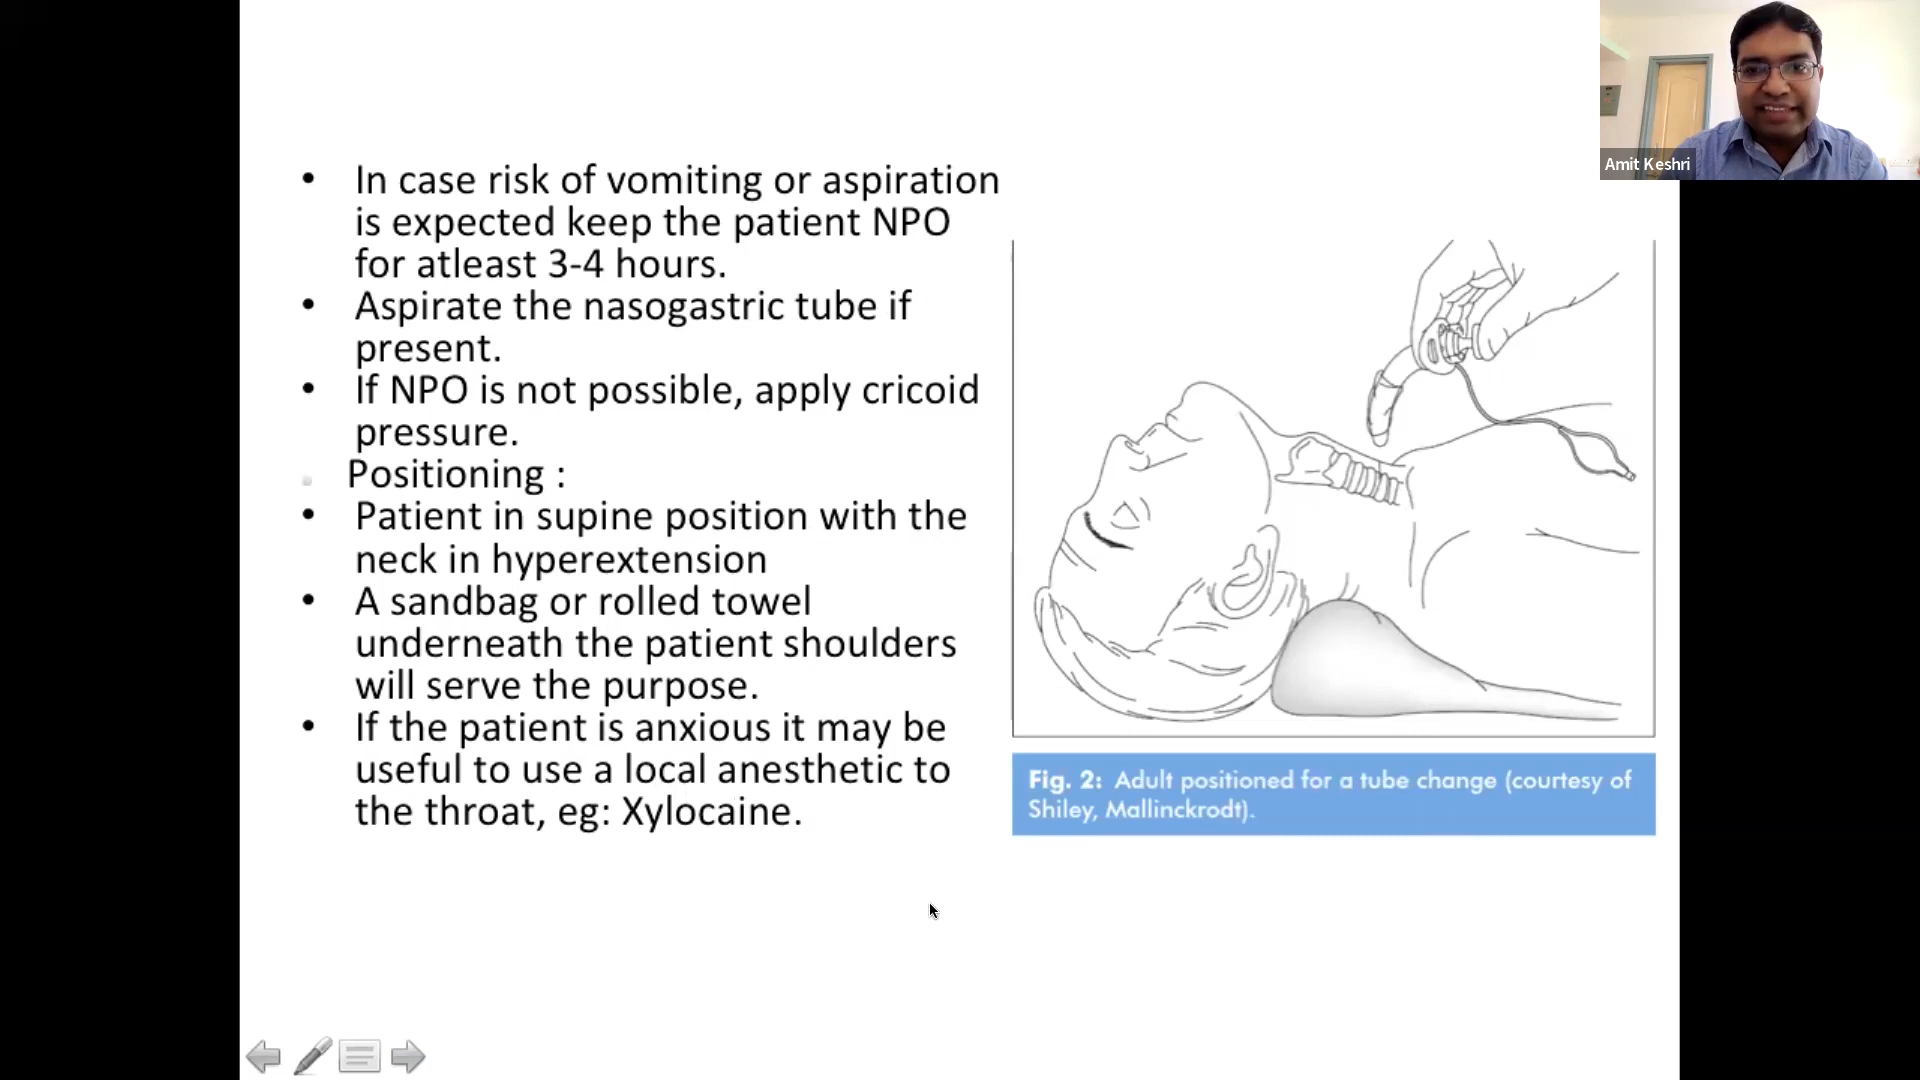 Amit Keshri
• In case risk of vomiting or aspiration
is expected keep the patient NPO
for atleast 3-4 hours.
• Aspirate the nasogastric tube if
present.
• If NPO is not possible, apply cricoid
pressure.
Positioning :
• Patient in supine position with the
neck in hyperextension
• A sandbag or rolled towel
underneath the patient shoulders
will serve the purpose.
• If the patient is anxious it may be
useful to use a local anesthetic to
the throat, eg: Xylocaine.
Fig. 2: Adult positioned for a tube change (courtesy of
Shiley, Mallinckrodt).